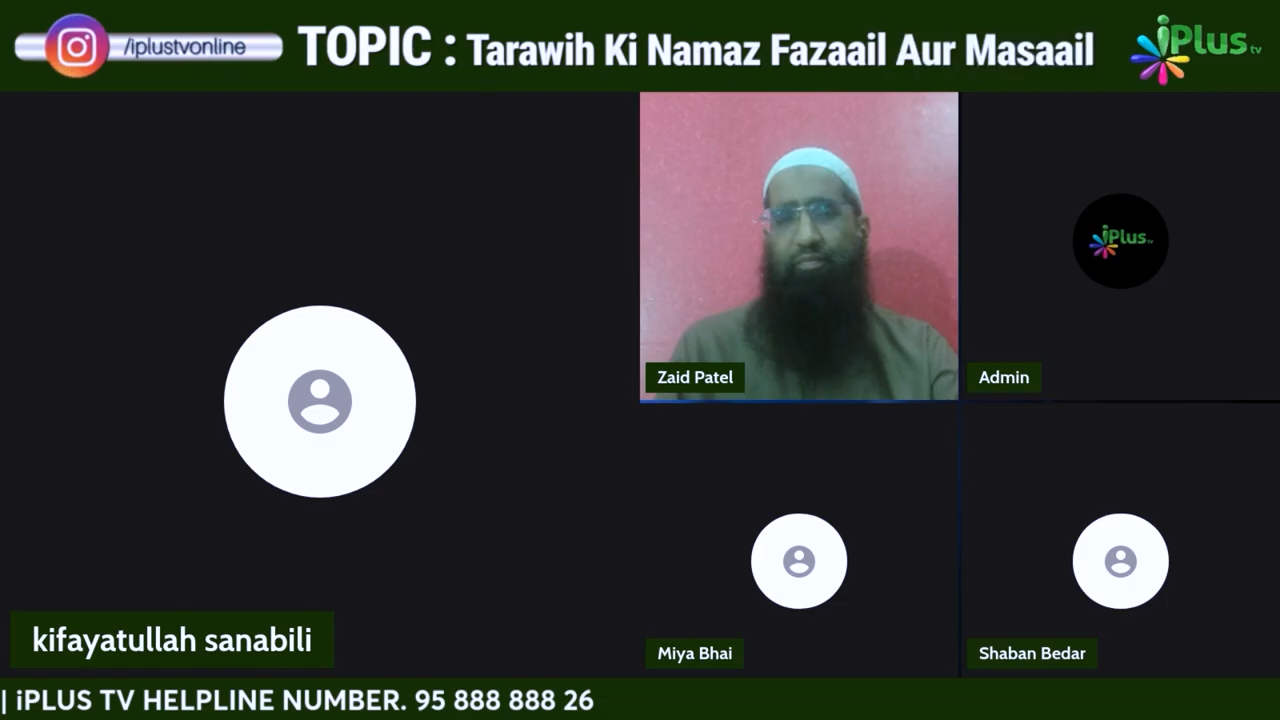 /iplustvonline
TOPIC : Tarawih Ki Namaz Fazaail Aur Masaail
iPlus tv
iPlus tv
Zaid Patel
Admin
kifayatullah sanabili
Miya Bhai
Shaban Bedar
| iPLUS TV HELPLINE NUMBER. 95 888 888 26